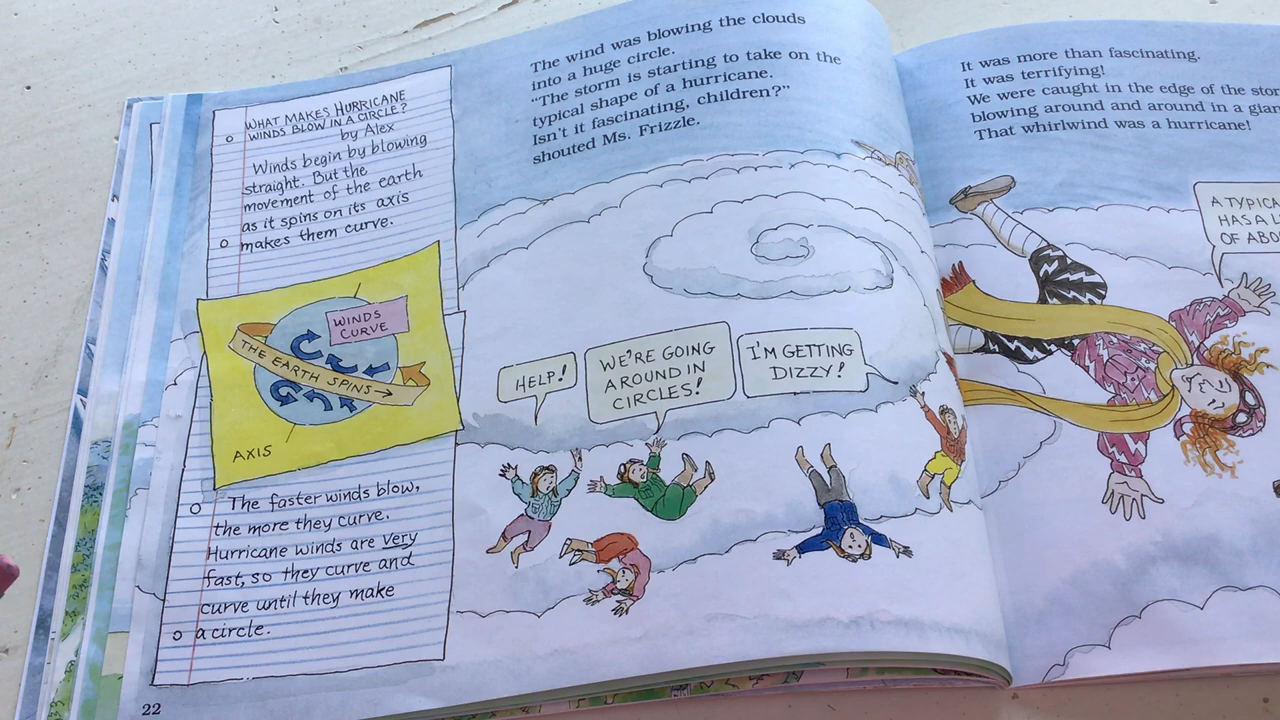 WHAT MAKES HURRICANE
WINDS BLOW IN A CIRCLE?
by Alex
Winds begin by blowing
straight. But the
movement of the earth
as it spins on its axis
makes them curve.
WINDS
CURVE
THE EARTH SPINS→
AXIS
The faster winds blow,
the more they curve.
Hurricane winds are very
fast, so they curve and
curve until they make
a circle.
22
The wind was blowing the clouds
into a huge circle.
"The storm is starting to take on the
typical shape of a hurricane.
Isn't it fascinating, children?"
shouted Ms. Frizzle.
HELP!
WE'RE GOING
AROUND IN
CIRCLES!
I'M GETTING
DIZZY!
It was more than fascinating.
It was terrifying!
We were caught in the edge of the
blowing around and around in a
That whirlwind was a hurricane!
A
HAS A
OF